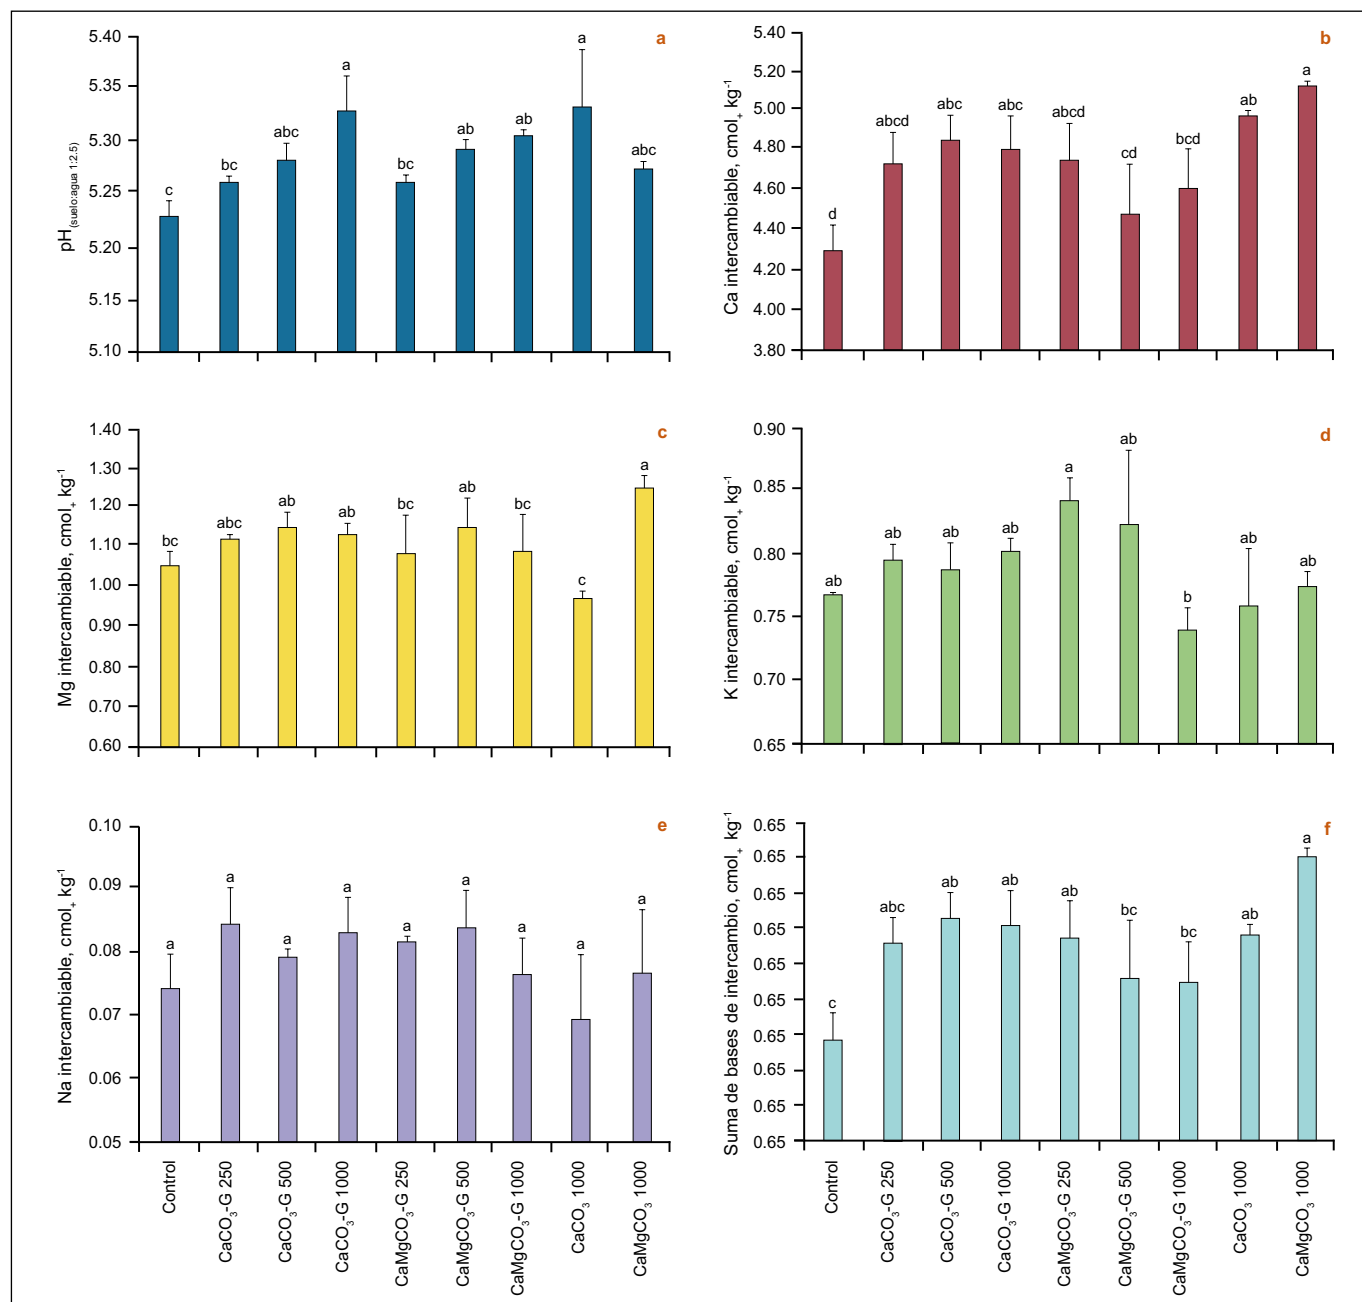 a
pH(suelo:agua 1:2.5)
5.40
5.35
5.30
5.25
5.20
5.15
5.10
c
bc
abc
a
bc
ab
ab
a
abc
b
Ca intercambiable, cmol+ kg-1
5.40
5.20
5.00
4.80
4.60
4.40
4.20
4.00
3.80
d
abcd
abc
abc
abcd
cd
bcd
ab
a
c
Mg intercambiable, cmol+ kg-1
1.40
1.30
1.20
1.10
1.00
0.90
0.80
0.70
0.60
bc
abc
ab
ab
bc
ab
bc
c
a
d
K intercambiable, cmol+ kg-1
0.90
0.85
0.80
0.75
0.70
0.65
ab
ab
ab
ab
a
ab
b
ab
ab
e
Na intercambiable, cmol+ kg-1
0.10
0.09
0.08
0.07
0.06
0.05
a
a
a
a
a
a
a
a
a
Control
CaCO3-G 250
CaCO3-G 500
CaCO3-G 1000
CaMgCO3-G 250
CaMgCO3-G 500
CaMgCO3-G 1000
CaCO3 1000
CaMgCO3 1000
f
Suma de bases de intercambio, cmol+ kg-1
0.65
0.65
0.65
0.65
0.65
0.65
0.65
0.65
0.65
0.65
c
abc
ab
ab
ab
bc
bc
ab
a
Control
CaCO3-G 250
CaCO3-G 500
CaCO3-G 1000
CaMgCO3-G 250
CaMgCO3-G 500
CaMgCO3-G 1000
CaCO3 1000
CaMgCO3 1000